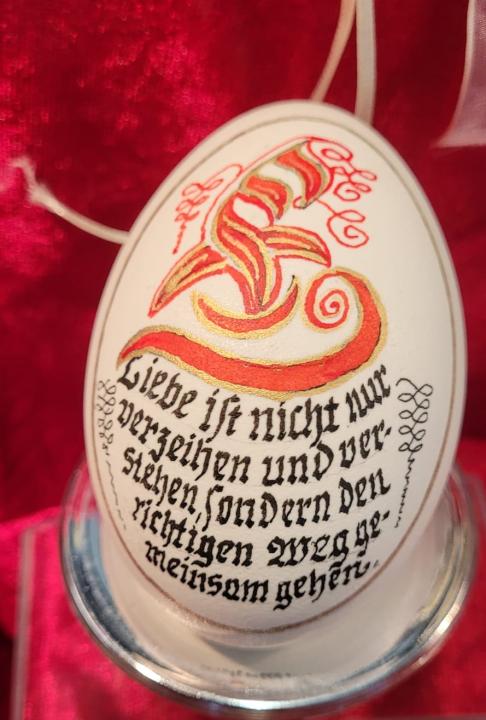 L
Liebe ist nicht nur
verzeihen und ver-
stehen, sondern den
richtigen Weg ge-
meinsam gehen.